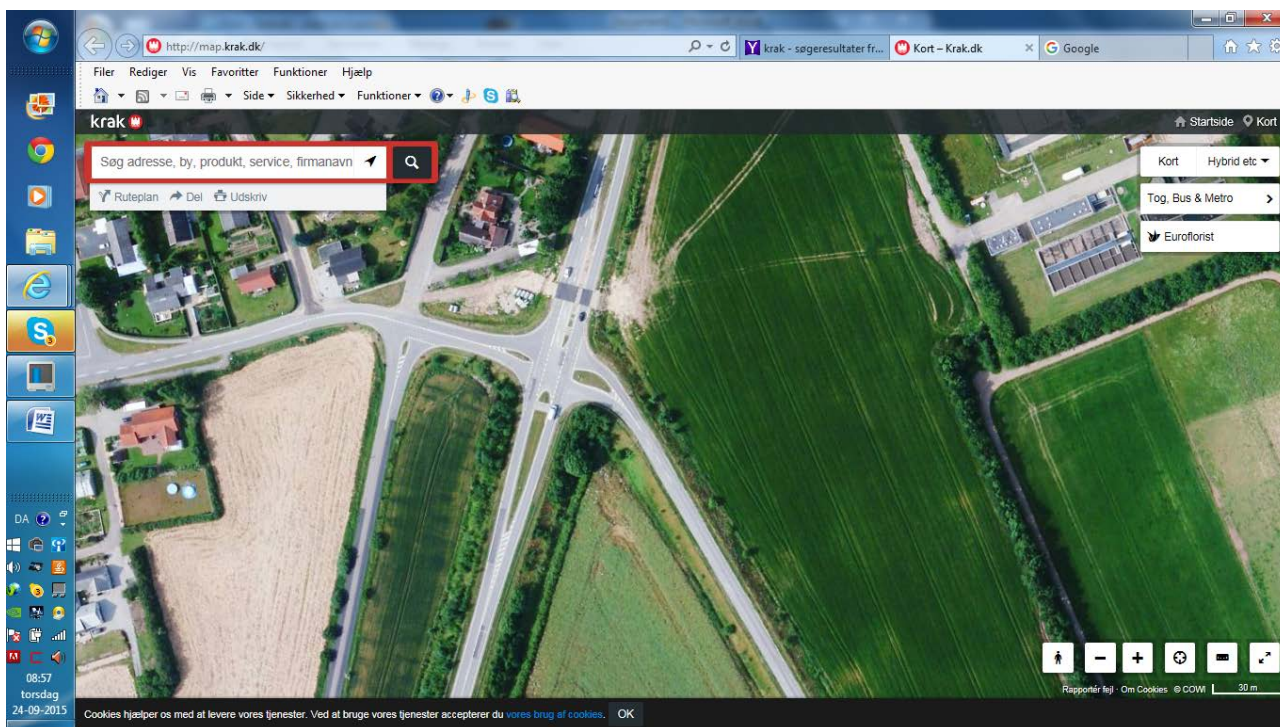 http://map.krak.dk/
krak - søgeresultater fr...
Kort – Krak.dk
Google
Filer Rediger Vis Favoritter Funktioner Hjælp
Side Sikkerhed Funktioner
krak
Startside Kort
Søg adresse, by, produkt, service, firmanavn
Kort Hybrid etc
Ruteplan Del Udskriv
Tog, Bus & Metro
Euroflorist
DA
08:57
torsdag
24-09-2015
Rapportér fejl · Om Cookies © COWI 30 m
Cookies hjælper os med at levere vores tjenester. Ved at bruge vores tjenester accepterer du vores brug af cookies. OK